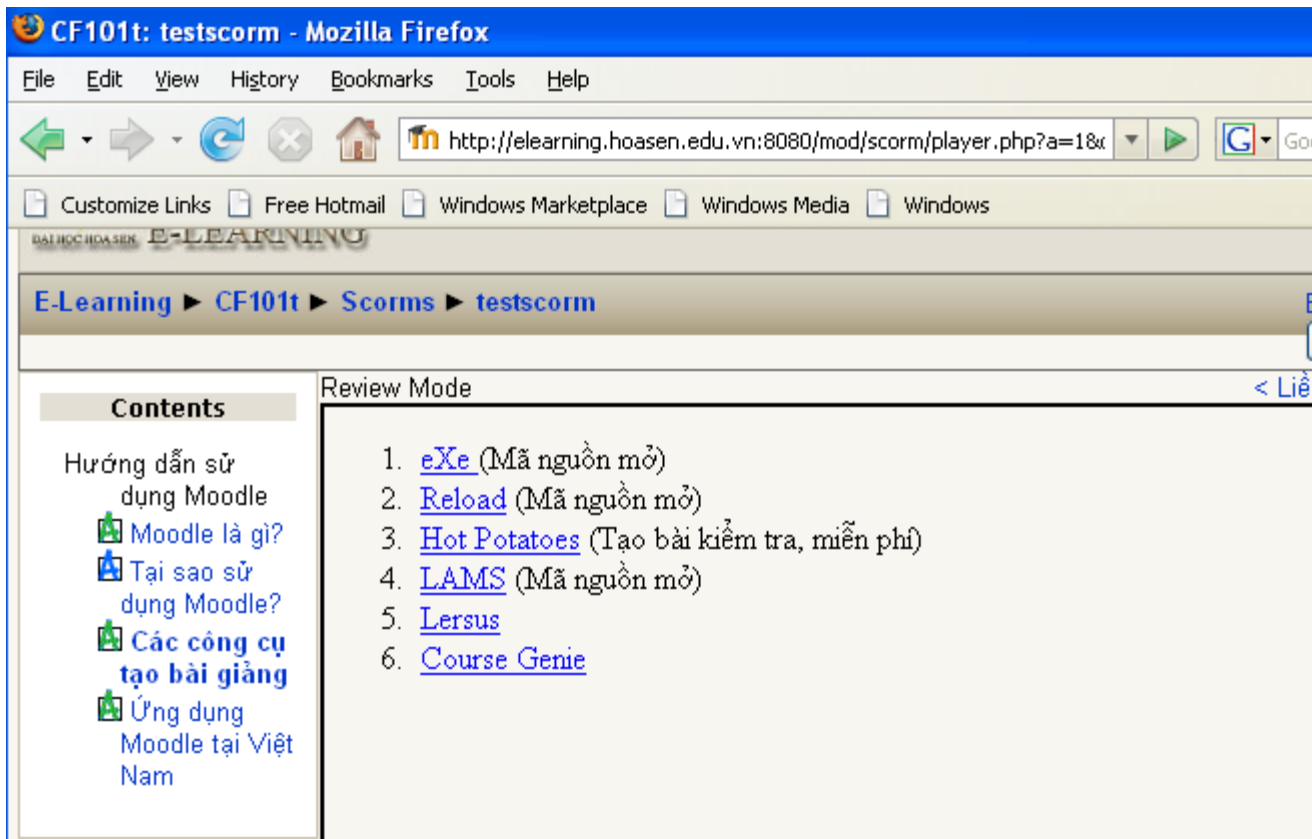 CF101t: testscorm - Mozilla Firefox
File Edit View History Bookmarks Tools Help
http://elearning.hoasen.edu.vn:8080/mod/scorm/player.php?a=1& G
Customize Links Free Hotmail Windows Marketplace Windows Media Windows
ĐẠI HỌC HOA SEN E-LEARNING
E-Learning ► CF101t ► Scorms ► testscorm
Contents
Hướng dẫn sử
dụng Moodle
Moodle là gì?
Tại sao sử
dụng Moodle?
Các công cụ
tạo bài giảng
Ứng dụng
Moodle tại Việt
Nam
Review Mode
<
1. eXe (Mã nguồn mở)
2. Reload (Mã nguồn mở)
3. Hot Potatoes (Tạo bài kiểm tra, miễn phí)
4. LAMS (Mã nguồn mở)
5. Lersus
6. Course Genie